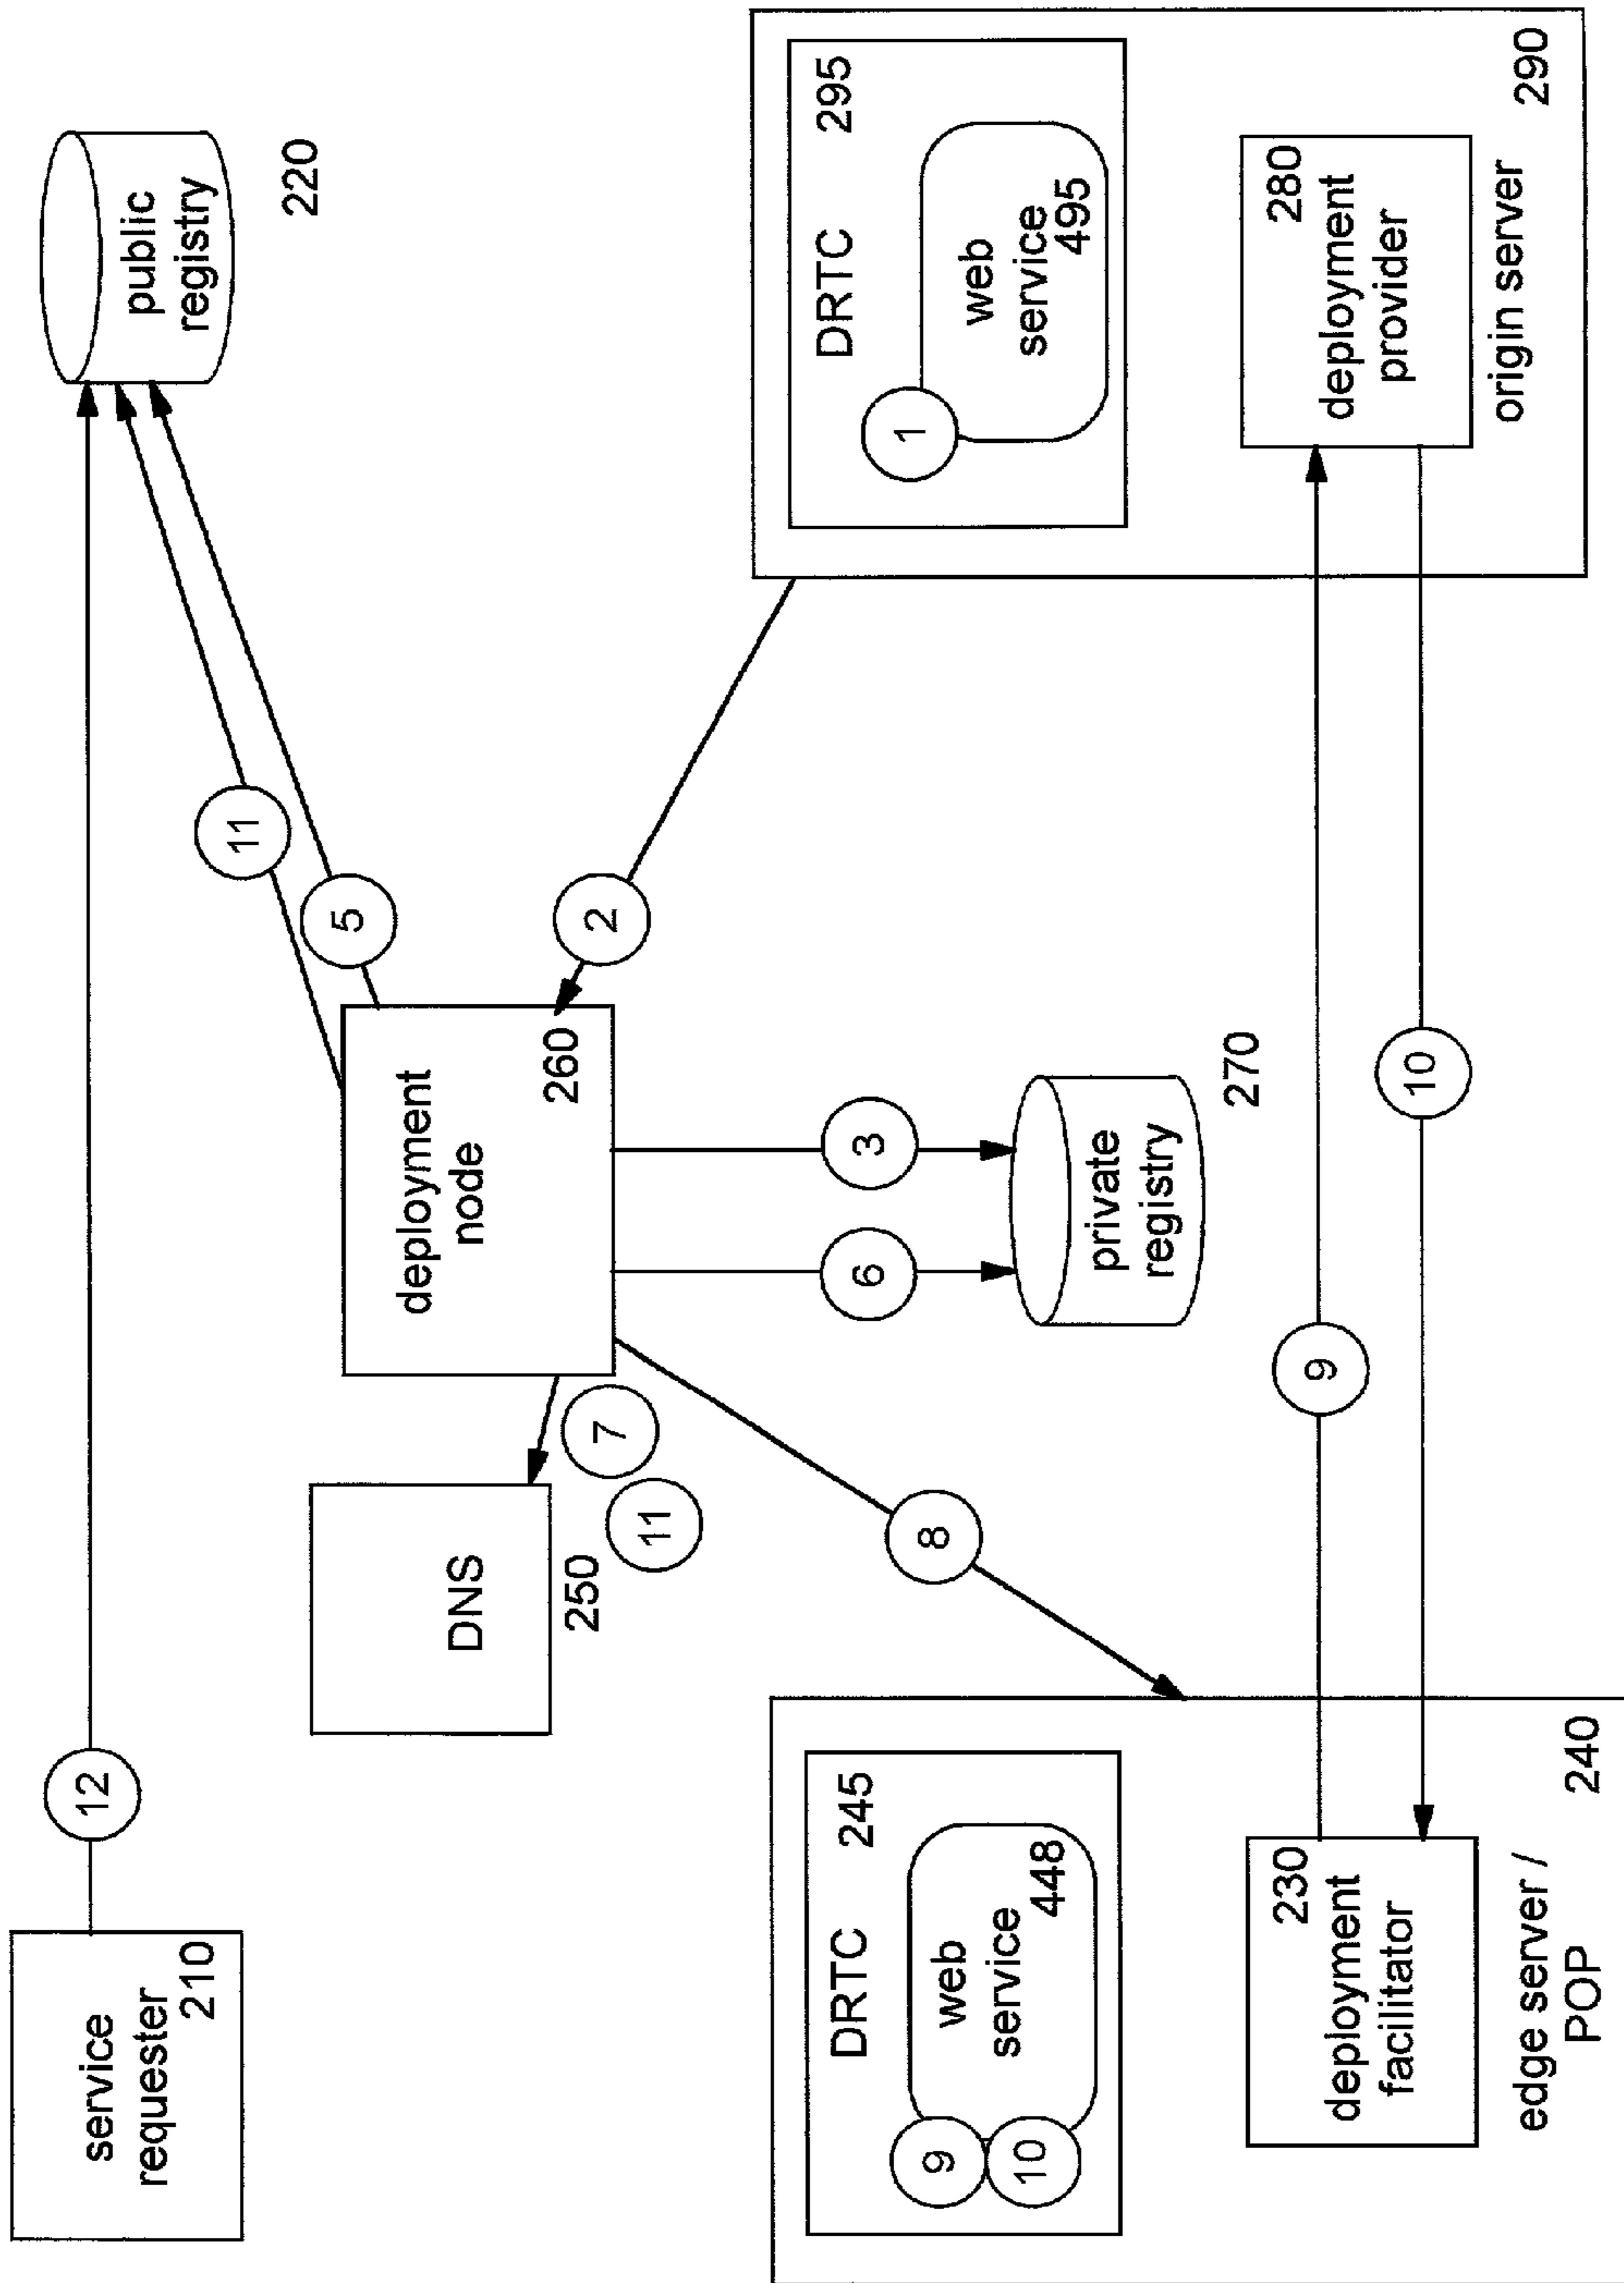 service
requester
210
12
public
registry
220
11
5
DNS
250
7
11
deployment
node
260
2
3
6
private
registry
270
8
DRTC
245
web
service
448
9
10
230
deployment
facilitator
edge server /
POP
240
9
10
DRTC
295
web
service
495
1
280
deployment
provider
origin server
290